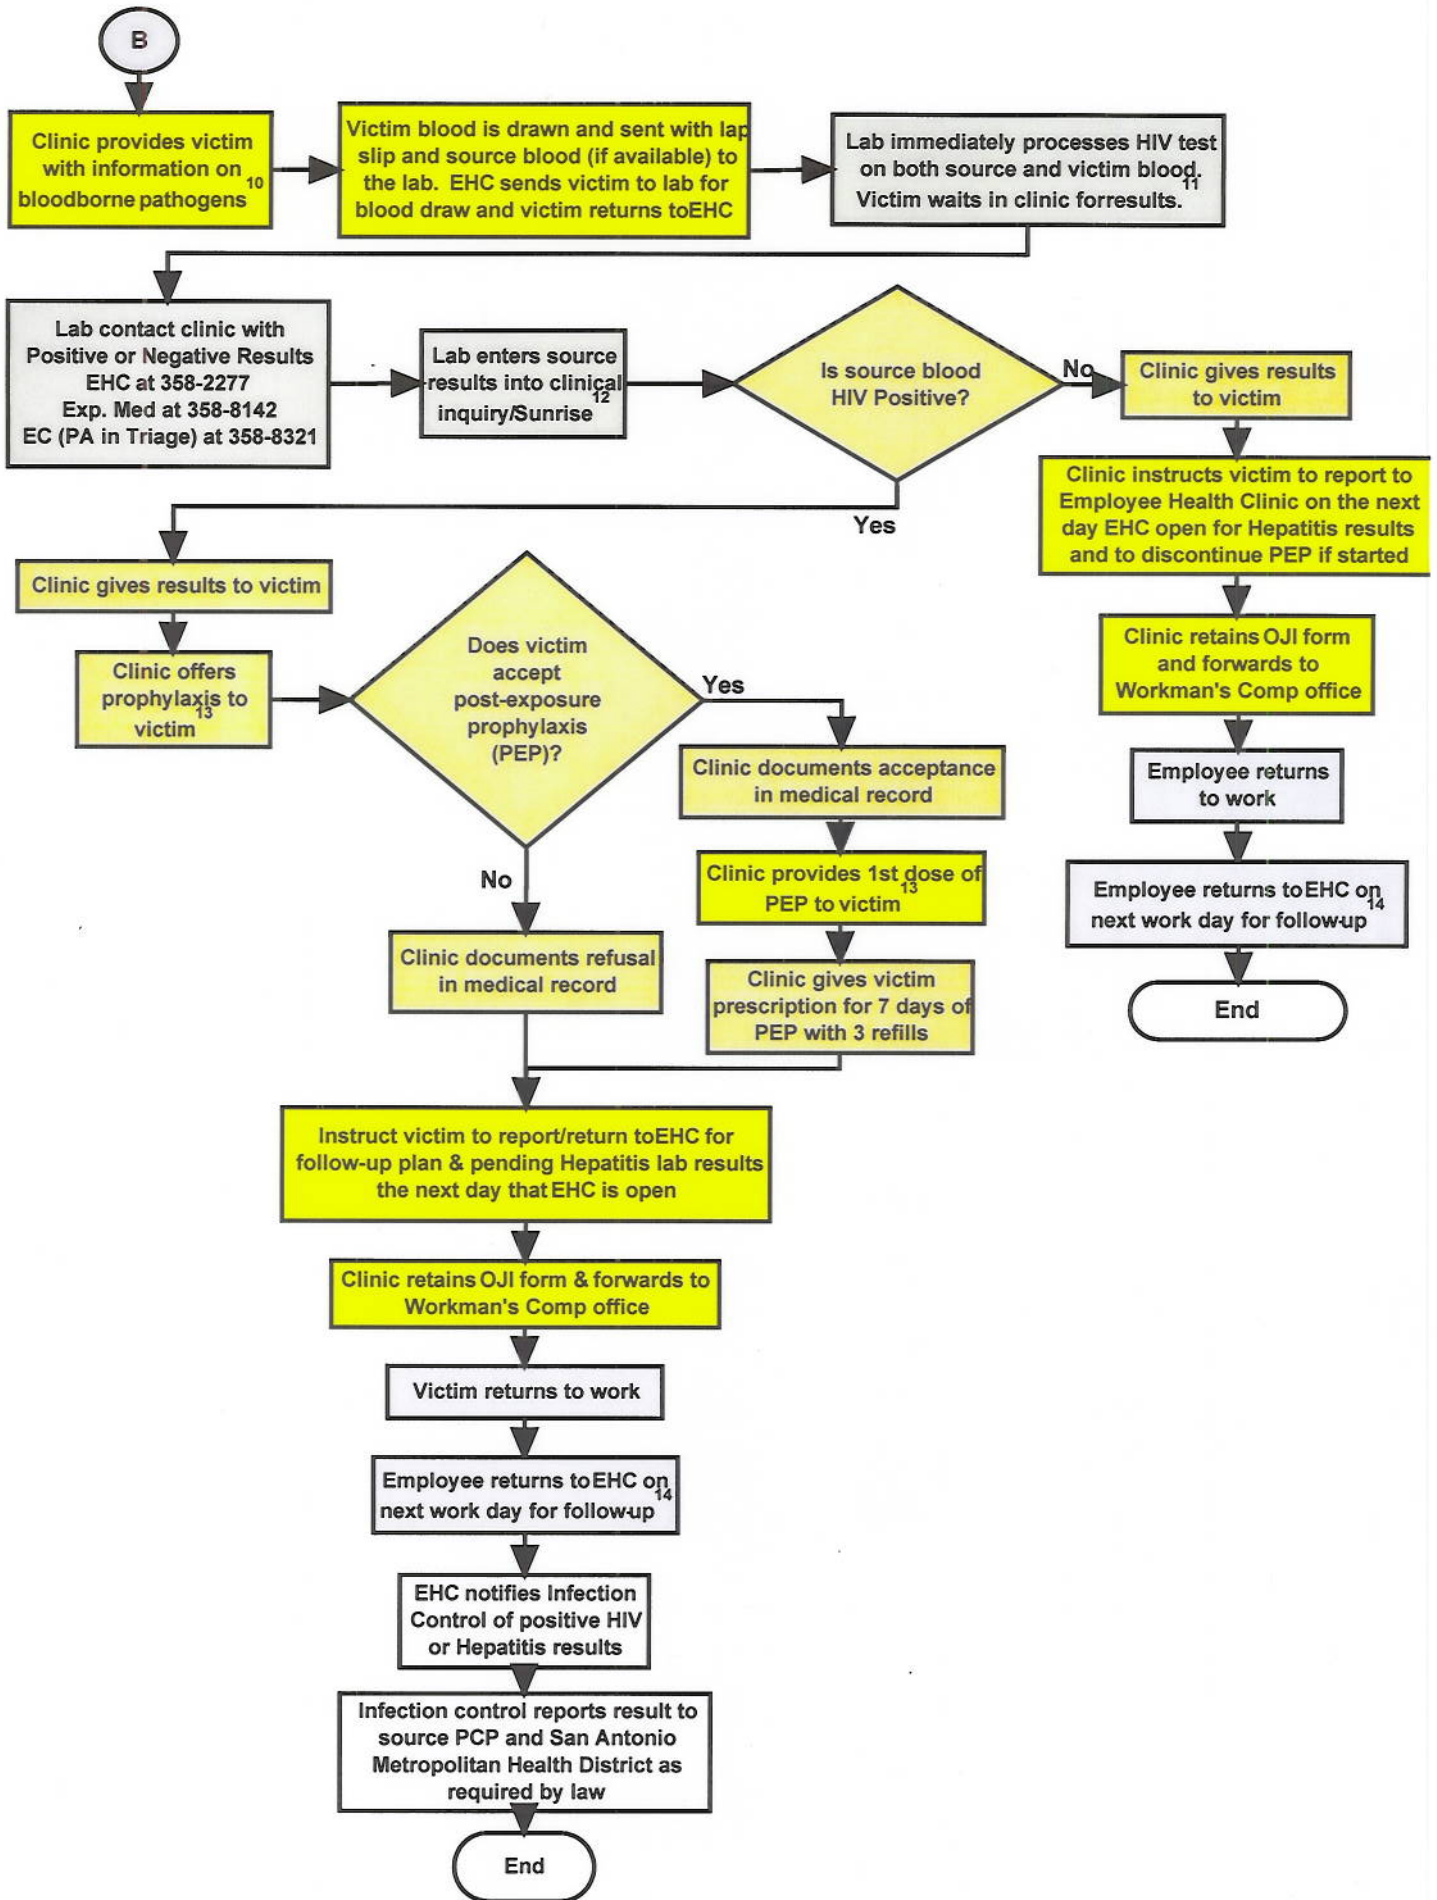 B
Clinic provides victim
with information on
bloodborne pathogens 10
Victim blood is drawn and sent with lap
slip and source blood (if available) to
the lab. EHC sends victim to lab for
blood draw and victim returns toEHC
Lab immediately processes HIV test
on both source and victim blood.
Victim waits in clinic forresults. 11
Lab contact clinic with
Positive or Negative Results
EHC at 358-2277
Exp. Med at 358-8142
EC (PA in Triage) at 358-8321
Lab enters source
results into clinical
inquiry/Sunrise 12
Is source blood
HIV Positive?
No
Clinic gives results
to victim
Clinic instructs victim to report to
Employee Health Clinic on the next
day EHC open for Hepatitis results
and to discontinue PEP if started
Clinic retains OJI form
and forwards to
Workman's Comp office
Employee returns
to work
Employee returns toEHC on
next work day for follow-up 14
End
Yes
Clinic gives results to victim
Clinic offers
prophylaxis to
victim 13
Does victim
accept
post-exposure
prophylaxis
(PEP)?
Yes
Clinic documents acceptance
in medical record
Clinic provides 1st dose of
PEP to victim 13
Clinic gives victim
prescription for 7 days of
PEP with 3 refills
No
Clinic documents refusal
in medical record
Instruct victim to report/return toEHC for
follow-up plan & pending Hepatitis lab results
the next day that EHC is open
Clinic retains OJI form & forwards to
Workman's Comp office
Victim returns to work
Employee returns toEHC on
next work day for follow-up 14
EHC notifies Infection
Control of positive HIV
or Hepatitis results
Infection control reports result to
source PCP and San Antonio
Metropolitan Health District as
required by law
End